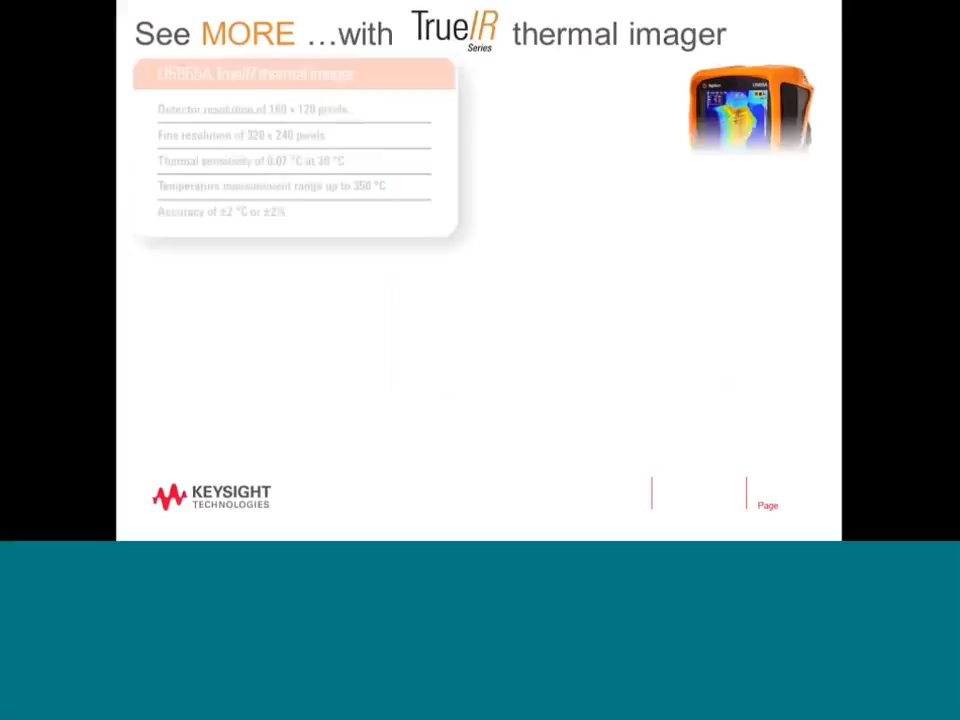 See MORE ...with TrueIR Series thermal imager
TrueIR thermal imager
Detector resolution of 160 x 120 pixels
Fine resolution of 320 x 240 pixels
Thermal sensitivity of 0.07 °C at 30 °C
Temperature measurement range up to 350 °C
Accuracy of ±2 °C or ±2%
Agilent
KEYSIGHT
TECHNOLOGIES
Page